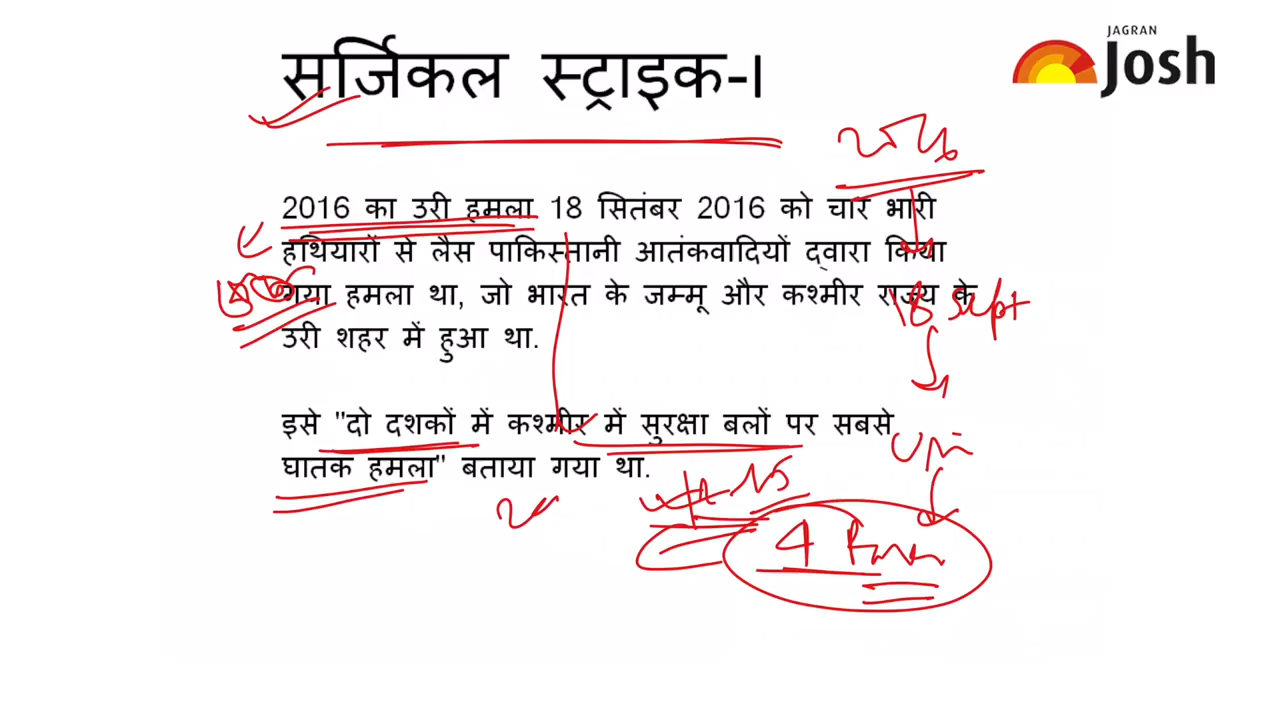 JAGRAN
Josh
सर्जिकल स्ट्राइक-I
2016
2016 का उरी हमला 18 सितंबर 2016 को चार भारी
हथियारों से लैस पाकिस्तानी आतंकवादियों द्वारा किया
गया हमला था, जो भारत के जम्मू और कश्मीर राज्य के
18 Sept
उरी शहर में हुआ था.
इसे "दो दशकों में कश्मीर में सुरक्षा बलों पर सबसे
Uri
घातक हमला" बताया गया था.
4